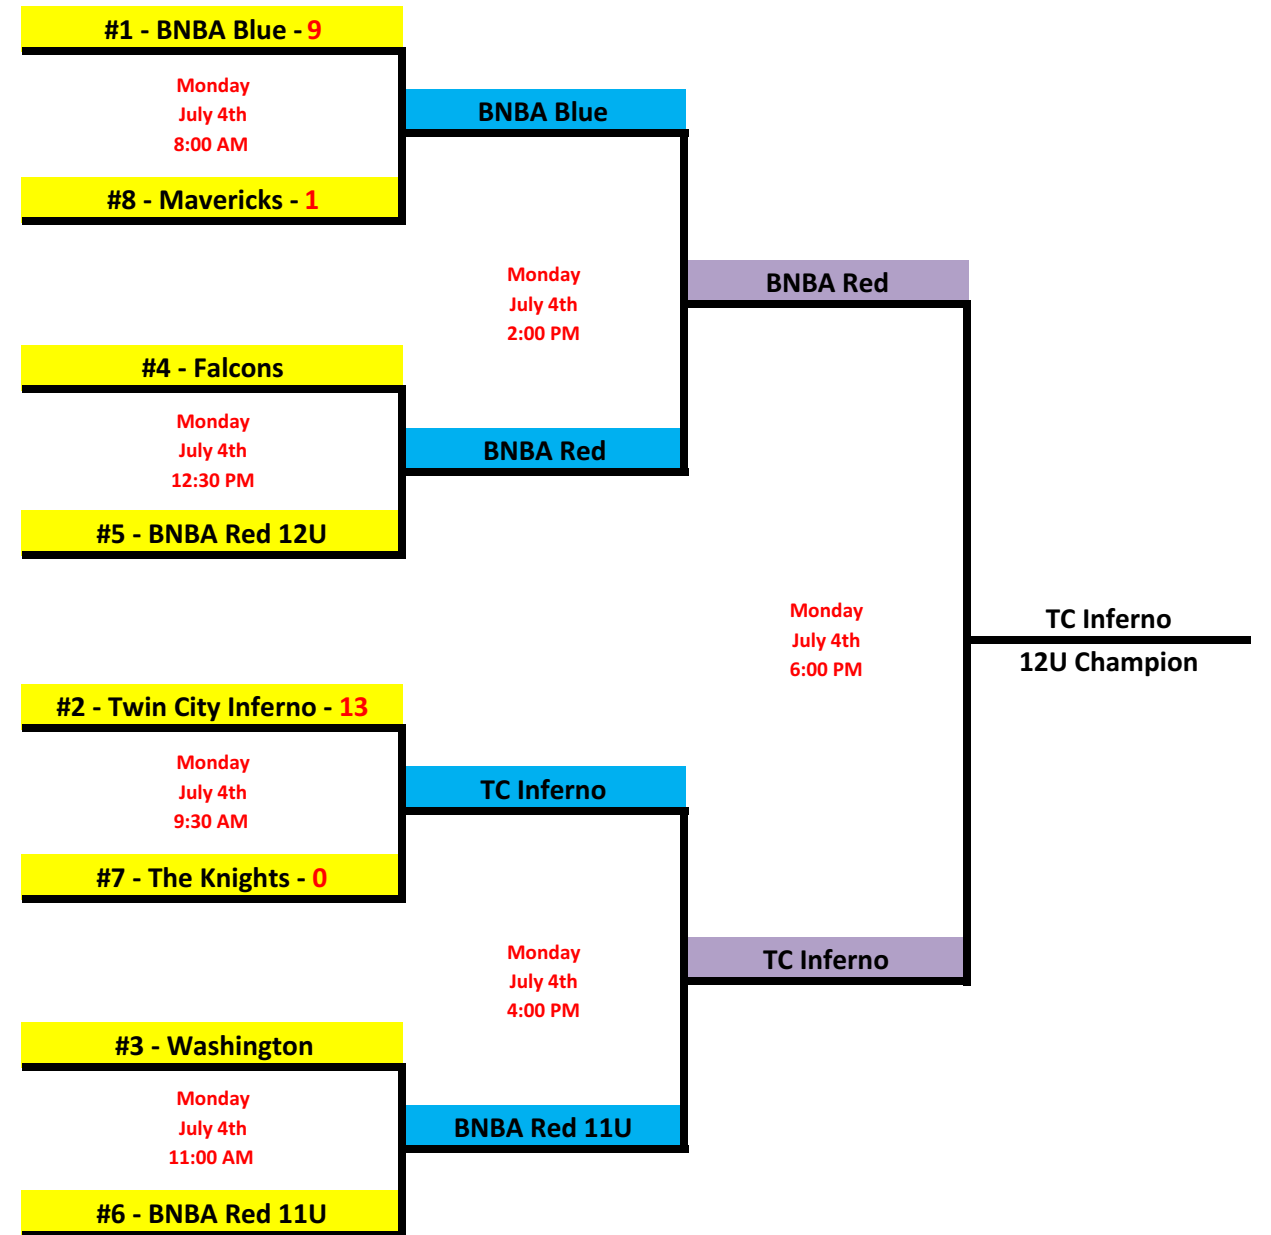 #1 - BNBA Blue - 9
Monday
July 4th
8:00 AM
BNBA Blue
#8 - Mavericks - 1
Monday
July 4th
2:00 PM
BNBA Red
#4 - Falcons
Monday
July 4th
12:30 PM
BNBA Red
#5 - BNBA Red 12U
Monday
July 4th
6:00 PM
TC Inferno
12U Champion
#2 - Twin City Inferno - 13
Monday
July 4th
9:30 AM
TC Inferno
#7 - The Knights - 0
Monday
July 4th
4:00 PM
TC Inferno
#3 - Washington
Monday
July 4th
11:00 AM
BNBA Red 11U
#6 - BNBA Red 11U